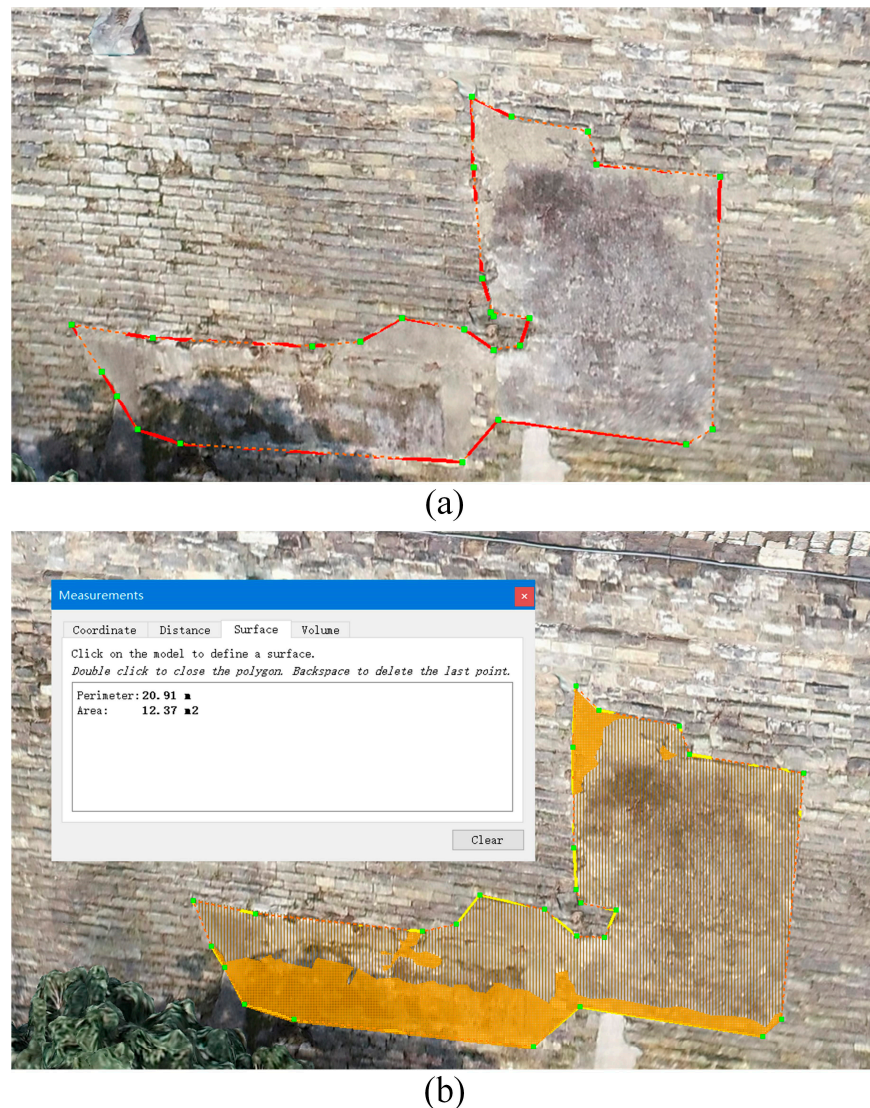 (a)
Measurements
×
Coordinate Distance Surface Volume
Click on the model to define a surface.
Double click to close the polygon. Backspace to delete the last point.
Perimeter: 20.91 m
Area: 12.37 m2
Clear
(b)